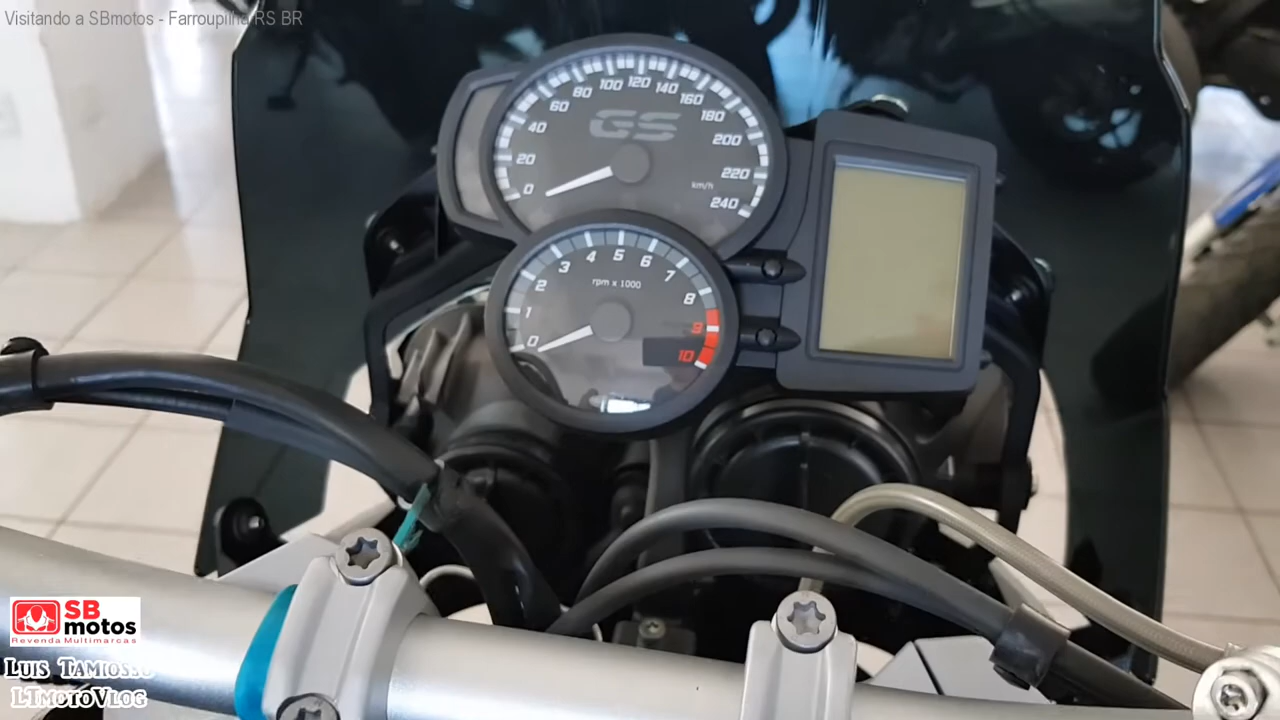 Visitando a SBmotos - Farroupilha RS BR
0 20 40 60 80 100 120 140 160 180 200 220 240
GS
km/h
0 1 2 3 4 5 6 7 8 9 10
rpm x 1000
SB
motos
Revenda Multimarcas
Luis Tamiosso
LTmotoVlog